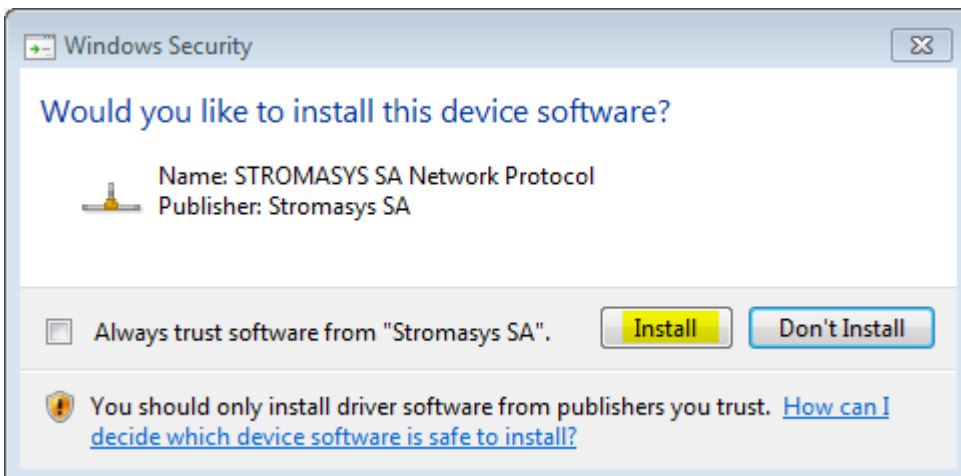 Windows Security
Would you like to install this device software?
Name: STROMASYS SA Network Protocol
Publisher: Stromasys SA
Always trust software from "Stromasys SA".
Install
Don't Install
You should only install driver software from publishers you trust. How can I
decide which device software is safe to install?